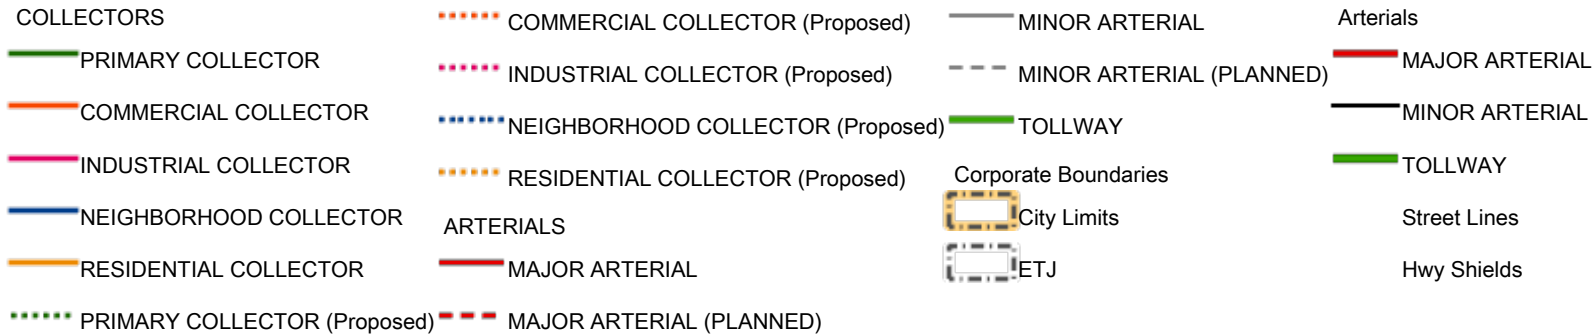 COLLECTORS
PRIMARY COLLECTOR
COMMERCIAL COLLECTOR
INDUSTRIAL COLLECTOR
NEIGHBORHOOD COLLECTOR
RESIDENTIAL COLLECTOR
PRIMARY COLLECTOR (Proposed)
COMMERCIAL COLLECTOR (Proposed)
INDUSTRIAL COLLECTOR (Proposed)
NEIGHBORHOOD COLLECTOR (Proposed)
RESIDENTIAL COLLECTOR (Proposed)
ARTERIALS
MAJOR ARTERIAL
MAJOR ARTERIAL (PLANNED)
MINOR ARTERIAL
MINOR ARTERIAL (PLANNED)
TOLLWAY
Corporate Boundaries
City Limits
ETJ
Arterials
MAJOR ARTERIAL
MINOR ARTERIAL
TOLLWAY
Street Lines
Hwy Shields